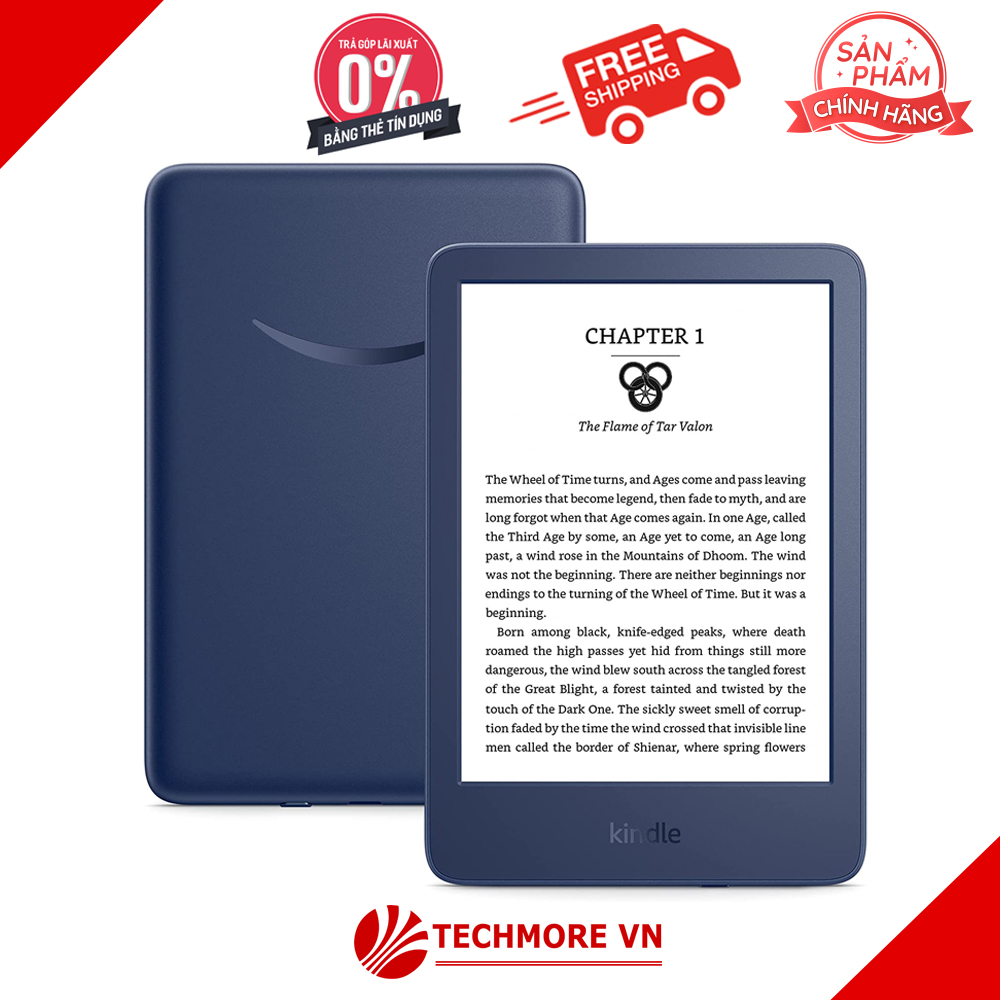 TRẢ GÓP LÃI XUẤT
0%
BẰNG THẺ TÍN DỤNG
FREE
SHIPPING
SẢN
PHẨM
CHÍNH HÃNG
CHAPTER 1
The Flame of Tar Valon
The Wheel of Time turns, and Ages come and pass leaving
memories that become legend, then fade to myth, and are
long forgot when that Age comes again. In one Age, called
the Third Age by some, an Age yet to come, an Age long
past, a wind rose in the Mountains of Dhoom. The wind
was not the beginning. There are neither beginnings nor
endings to the turning of the Wheel of Time. But it was a
beginning.
Born among black, knife-edged peaks, where death
roamed the high passes yet hid from things still more
dangerous, the wind blew south across the tangled forest
of the Great Blight, a forest tainted and twisted by the
touch of the Dark One. The sickly sweet smell of corrup-
tion faded by the time the wind crossed that invisible line
men called the border of Shienar, where spring flowers
kindle
TECHMORE VN